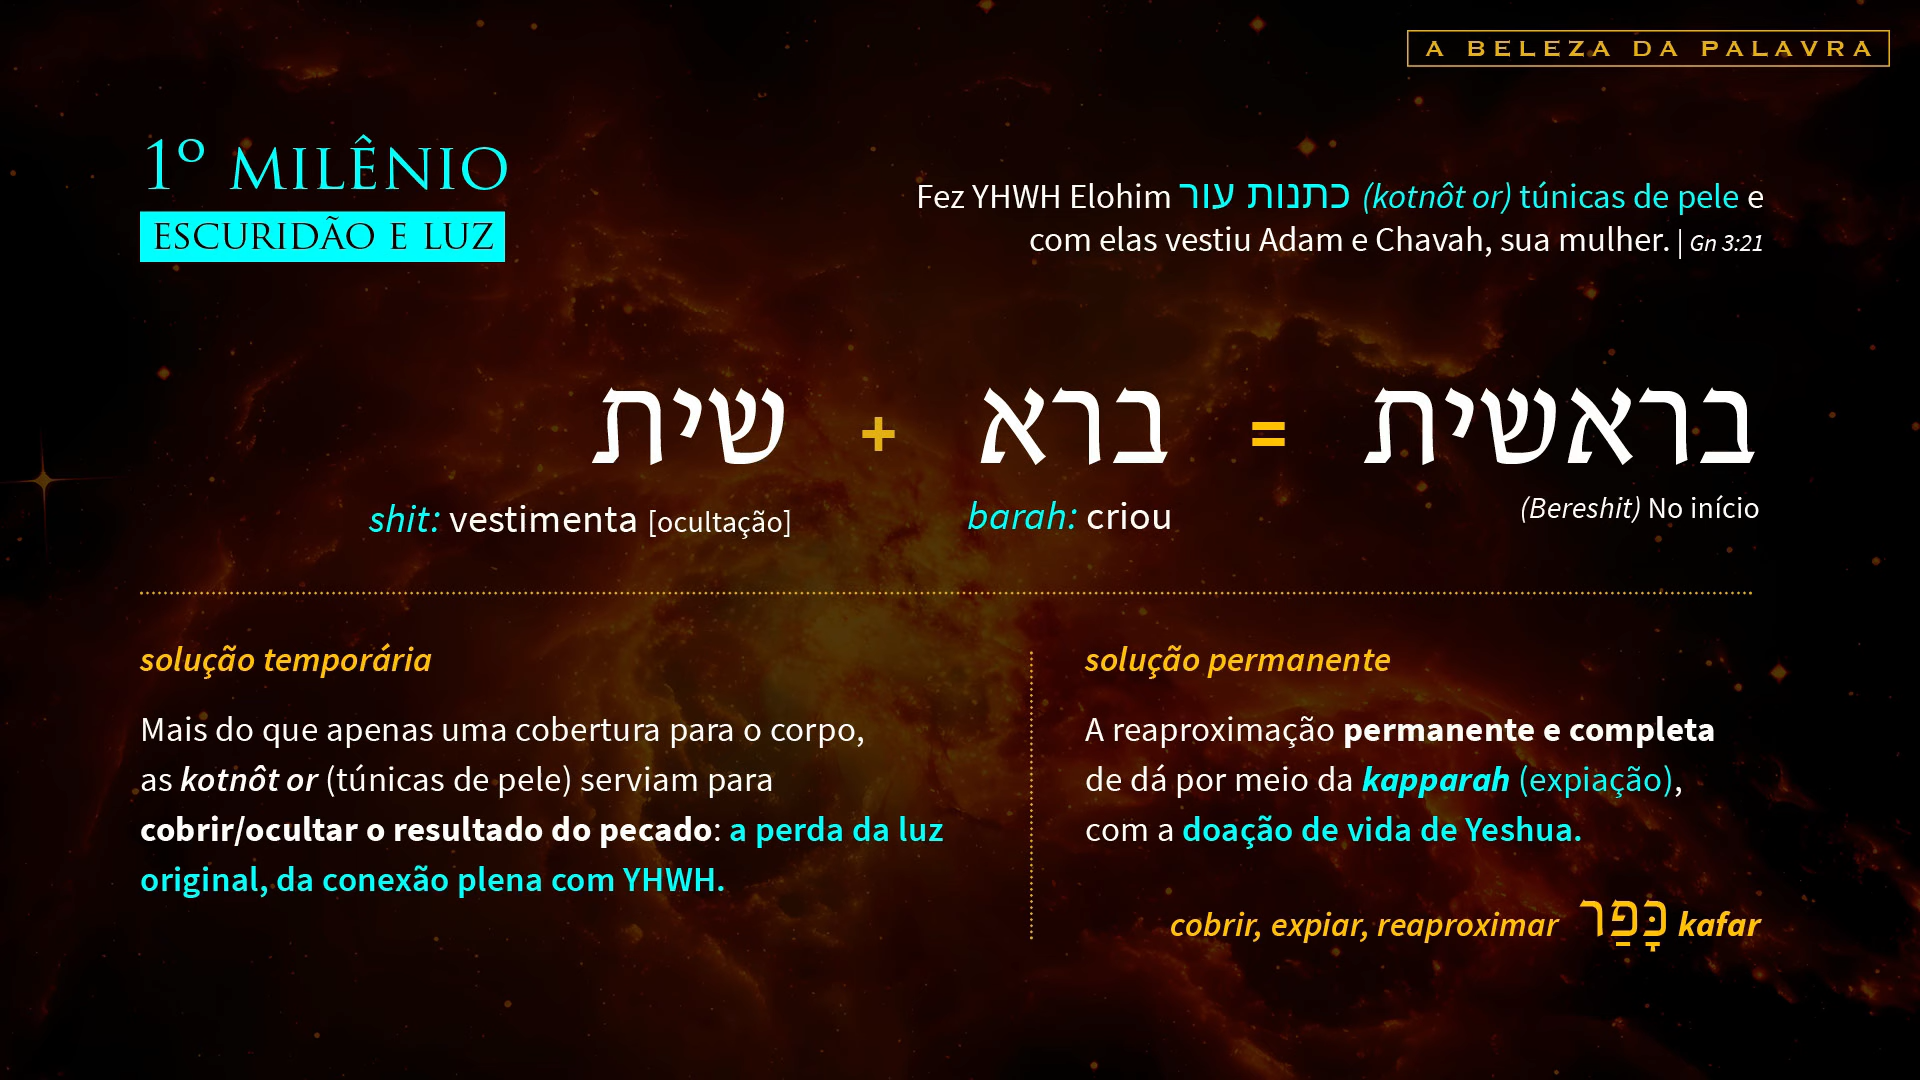 A BELEZA DA PALAVRA
1º MILÊNIO
ESCURIDÃO E LUZ
Fez YHWH Elohim כתנות עור (kotnôt or) túnicas de pele e
com elas vestiu Adam e Chavah, sua mulher. | Gn 3:21
בראשית = ברא + שית
(Bereshit) No início
barah: criou
shit: vestimenta [ocultação]
solução temporária
Mais do que apenas uma cobertura para o corpo,
as kotnôt or (túnicas de pele) serviam para
cobrir/ocultar o resultado do pecado: a perda da luz
original, da conexão plena com YHWH.
solução permanente
A reaproximação permanente e completa
de dá por meio da kapparah (expiação),
com a doação de vida de Yeshua.
cobrir, expiar, reaproximar כָּפַּר kafar